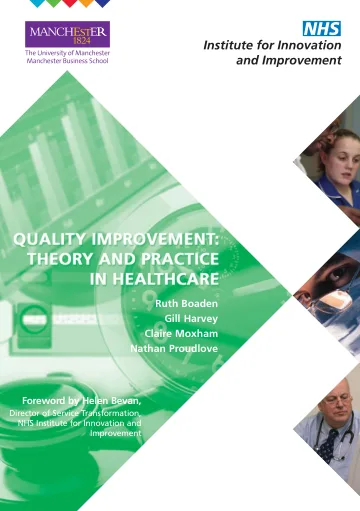 MANCHESTER
1824
The University of Manchester
Manchester Business School
NHS
Institute for Innovation
and Improvement
QUALITY IMPROVEMENT:
THEORY AND PRACTICE
IN HEALTHCARE
Ruth Boaden
Gill Harvey
Claire Moxham
Nathan Proudlove
Foreword by Helen Bevan,
Director of Service Transformation,
NHS Institute for Innovation and
Improvement